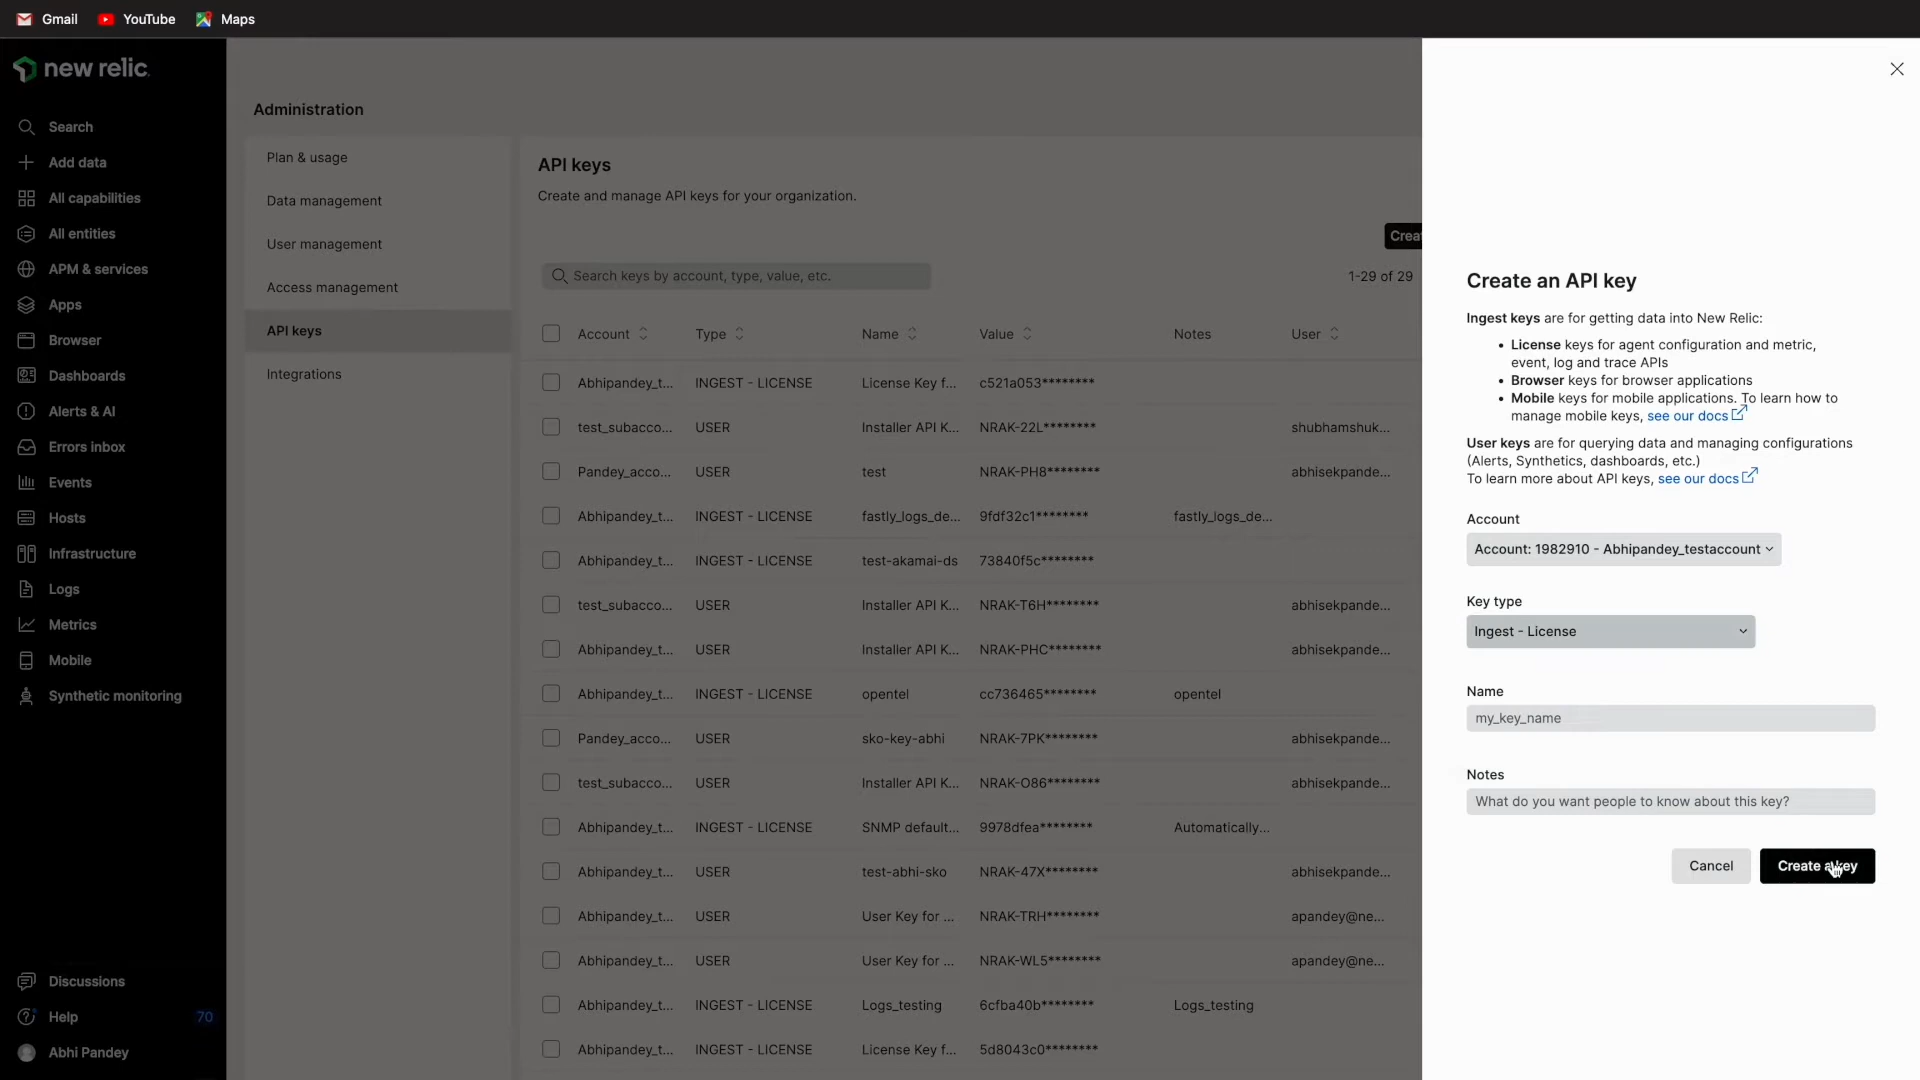 Gmail YouTube Maps
new relic
Search
Add data
All capabilities
All entities
APM & services
Apps
Browser
Dashboards
Alerts & AI
Errors inbox
Events
Hosts
Infrastructure
Logs
Metrics
Mobile
Synthetic monitoring
Discussions
Help 70
Abhi Pandey
Administration
Plan & usage
Data management
User management
Access management
API keys
Integrations
API keys
Create and manage API keys for your organization.
Creat
Search keys by account, type, value, etc. 1-29 of 29
Account Type Name Value Notes User
Abhipandey_t... INGEST - LICENSE License Key f... c521a053********
test_subacco... USER Installer API K... NRAK-22L******** shubhamshuk...
Pandey_acco... USER test NRAK-PH8******** abhisekpande...
Abhipandey_t... INGEST - LICENSE fastly_logs_de... 9fdf32c1******** fastly_logs_de...
Abhipandey_t... INGEST - LICENSE test-akamai-ds 73840f5c********
test_subacco... USER Installer API K... NRAK-T6H******** abhisekpande...
Abhipandey_t... USER Installer API K... NRAK-PHC******** abhisekpande...
Abhipandey_t... INGEST - LICENSE opentel cc736465******** opentel
Pandey_acco... USER sko-key-abhi NRAK-7PK******** abhisekpande...
test_subacco... USER Installer API K... NRAK-O86******** abhisekpande...
Abhipandey_t... INGEST - LICENSE SNMP default... 9978dfea******** Automatically...
Abhipandey_t... USER test-abhi-sko NRAK-47X******** abhisekpande...
Abhipandey_t... USER User Key for ... NRAK-TRH******** apandey@ne...
Abhipandey_t... USER User Key for ... NRAK-WL5******** apandey@ne...
Abhipandey_t... INGEST - LICENSE Logs_testing 6cfba40b******** Logs_testing
Abhipandey_t... INGEST - LICENSE License Key f... 5d8043c0********
Create an API key
Ingest keys are for getting data into New Relic:
• License keys for agent configuration and metric,
event, log and trace APIs
• Browser keys for browser applications
• Mobile keys for mobile applications. To learn how to
manage mobile keys, see our docs
User keys are for querying data and managing configurations
(Alerts, Synthetics, dashboards, etc.)
To learn more about API keys, see our docs
Account
Account: 1982910 - Abhipandey_testaccount
Key type
Ingest - License
Name
my_key_name
Notes
What do you want people to know about this key?
Cancel Create a key